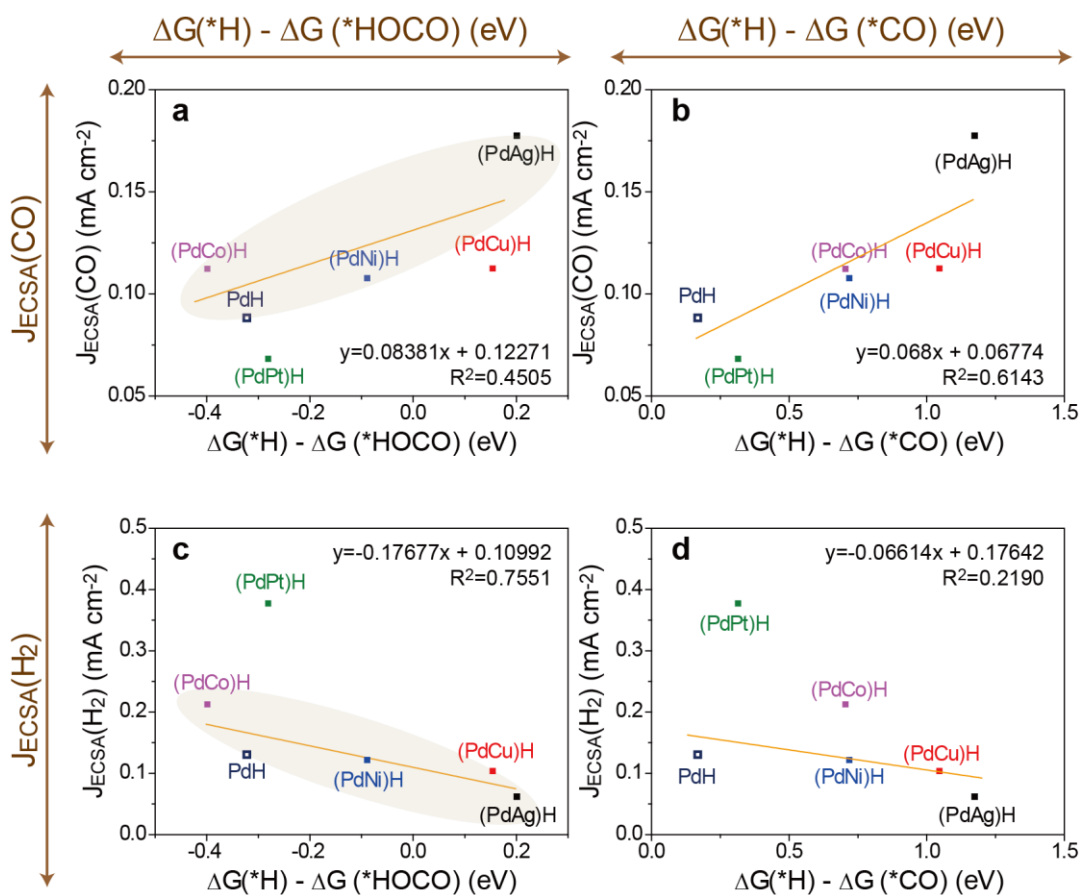 ΔG(*H) - ΔG (*HOCO) (eV)
ΔG(*H) - ΔG (*CO) (eV)
JECSA(CO)
JECSA(H2)
a
JECSA(CO) (mA cm-2)
0.20
0.15
0.10
0.05
(PdAg)H
(PdCo)H
(PdNi)H
(PdCu)H
PdH
(PdPt)H
y=0.08381x + 0.12271
R2=0.4505
-0.4
-0.2
0.0
0.2
ΔG(*H) - ΔG (*HOCO) (eV)
b
JECSA(CO) (mA cm-2)
0.20
0.15
0.10
0.05
(PdAg)H
(PdCo)H
(PdCu)H
PdH
(PdNi)H
(PdPt)H
y=0.068x + 0.06774
R2=0.6143
0.0
0.5
1.0
1.5
ΔG(*H) - ΔG (*CO) (eV)
c
JECSA(H2) (mA cm-2)
0.5
0.4
0.3
0.2
0.1
0.0
y=-0.17677x + 0.10992
R2=0.7551
(PdPt)H
(PdCo)H
PdH
(PdNi)H
(PdCu)H
(PdAg)H
-0.4
-0.2
0.0
0.2
ΔG(*H) - ΔG (*HOCO) (eV)
d
JECSA(H2) (mA cm-2)
0.5
0.4
0.3
0.2
0.1
0.0
y=-0.06614x + 0.17642
R2=0.2190
(PdPt)H
(PdCo)H
PdH
(PdNi)H
(PdCu)H
(PdAg)H
0.0
0.5
1.0
1.5
ΔG(*H) - ΔG (*CO) (eV)